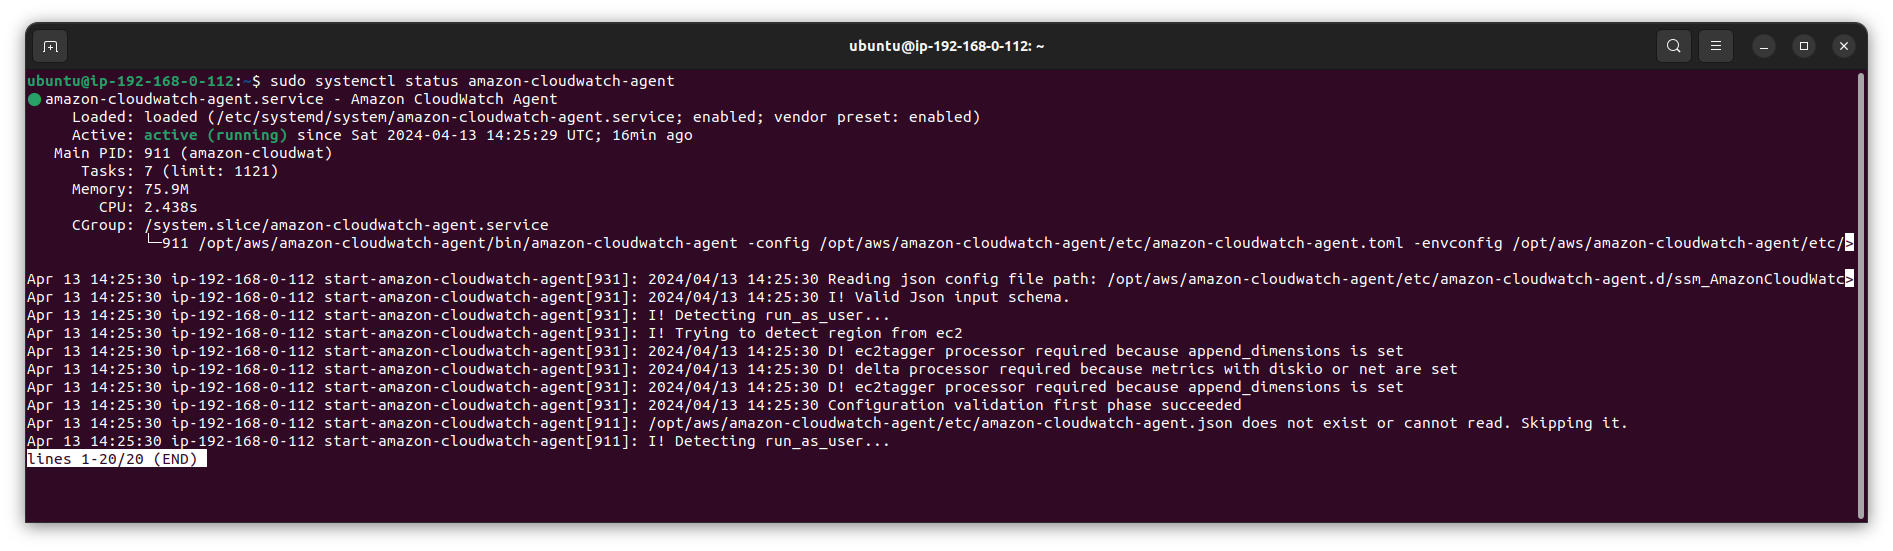 ubuntu@ip-192-168-0-112: ~
ubuntu@ip-192-168-0-112:~$ sudo systemctl status amazon-cloudwatch-agent
● amazon-cloudwatch-agent.service - Amazon CloudWatch Agent
Loaded: loaded (/etc/systemd/system/amazon-cloudwatch-agent.service; enabled; vendor preset: enabled)
Active: active (running) since Sat 2024-04-13 14:25:29 UTC; 16min ago
Main PID: 911 (amazon-cloudwat)
Tasks: 7 (limit: 1121)
Memory: 75.9M
CPU: 2.438s
CGroup: /system.slice/amazon-cloudwatch-agent.service
└─911 /opt/aws/amazon-cloudwatch-agent/bin/amazon-cloudwatch-agent -config /opt/aws/amazon-cloudwatch-agent/etc/amazon-cloudwatch-agent.toml -envconfig /opt/aws/amazon-cloudwatch-agent/etc/>
Apr 13 14:25:30 ip-192-168-0-112 start-amazon-cloudwatch-agent[931]: 2024/04/13 14:25:30 Reading json config file path: /opt/aws/amazon-cloudwatch-agent/etc/amazon-cloudwatch-agent.d/ssm_AmazonCloudWatc>
Apr 13 14:25:30 ip-192-168-0-112 start-amazon-cloudwatch-agent[931]: 2024/04/13 14:25:30 I! Valid Json input schema.
Apr 13 14:25:30 ip-192-168-0-112 start-amazon-cloudwatch-agent[931]: I! Detecting run_as_user...
Apr 13 14:25:30 ip-192-168-0-112 start-amazon-cloudwatch-agent[931]: I! Trying to detect region from ec2
Apr 13 14:25:30 ip-192-168-0-112 start-amazon-cloudwatch-agent[931]: 2024/04/13 14:25:30 D! ec2tagger processor required because append_dimensions is set
Apr 13 14:25:30 ip-192-168-0-112 start-amazon-cloudwatch-agent[931]: 2024/04/13 14:25:30 D! delta processor required because metrics with diskio or net are set
Apr 13 14:25:30 ip-192-168-0-112 start-amazon-cloudwatch-agent[931]: 2024/04/13 14:25:30 D! ec2tagger processor required because append_dimensions is set
Apr 13 14:25:30 ip-192-168-0-112 start-amazon-cloudwatch-agent[931]: 2024/04/13 14:25:30 Configuration validation first phase succeeded
Apr 13 14:25:30 ip-192-168-0-112 start-amazon-cloudwatch-agent[911]: /opt/aws/amazon-cloudwatch-agent/etc/amazon-cloudwatch-agent.json does not exist or cannot read. Skipping it.
Apr 13 14:25:30 ip-192-168-0-112 start-amazon-cloudwatch-agent[911]: I! Detecting run_as_user...
lines 1-20/20 (END)